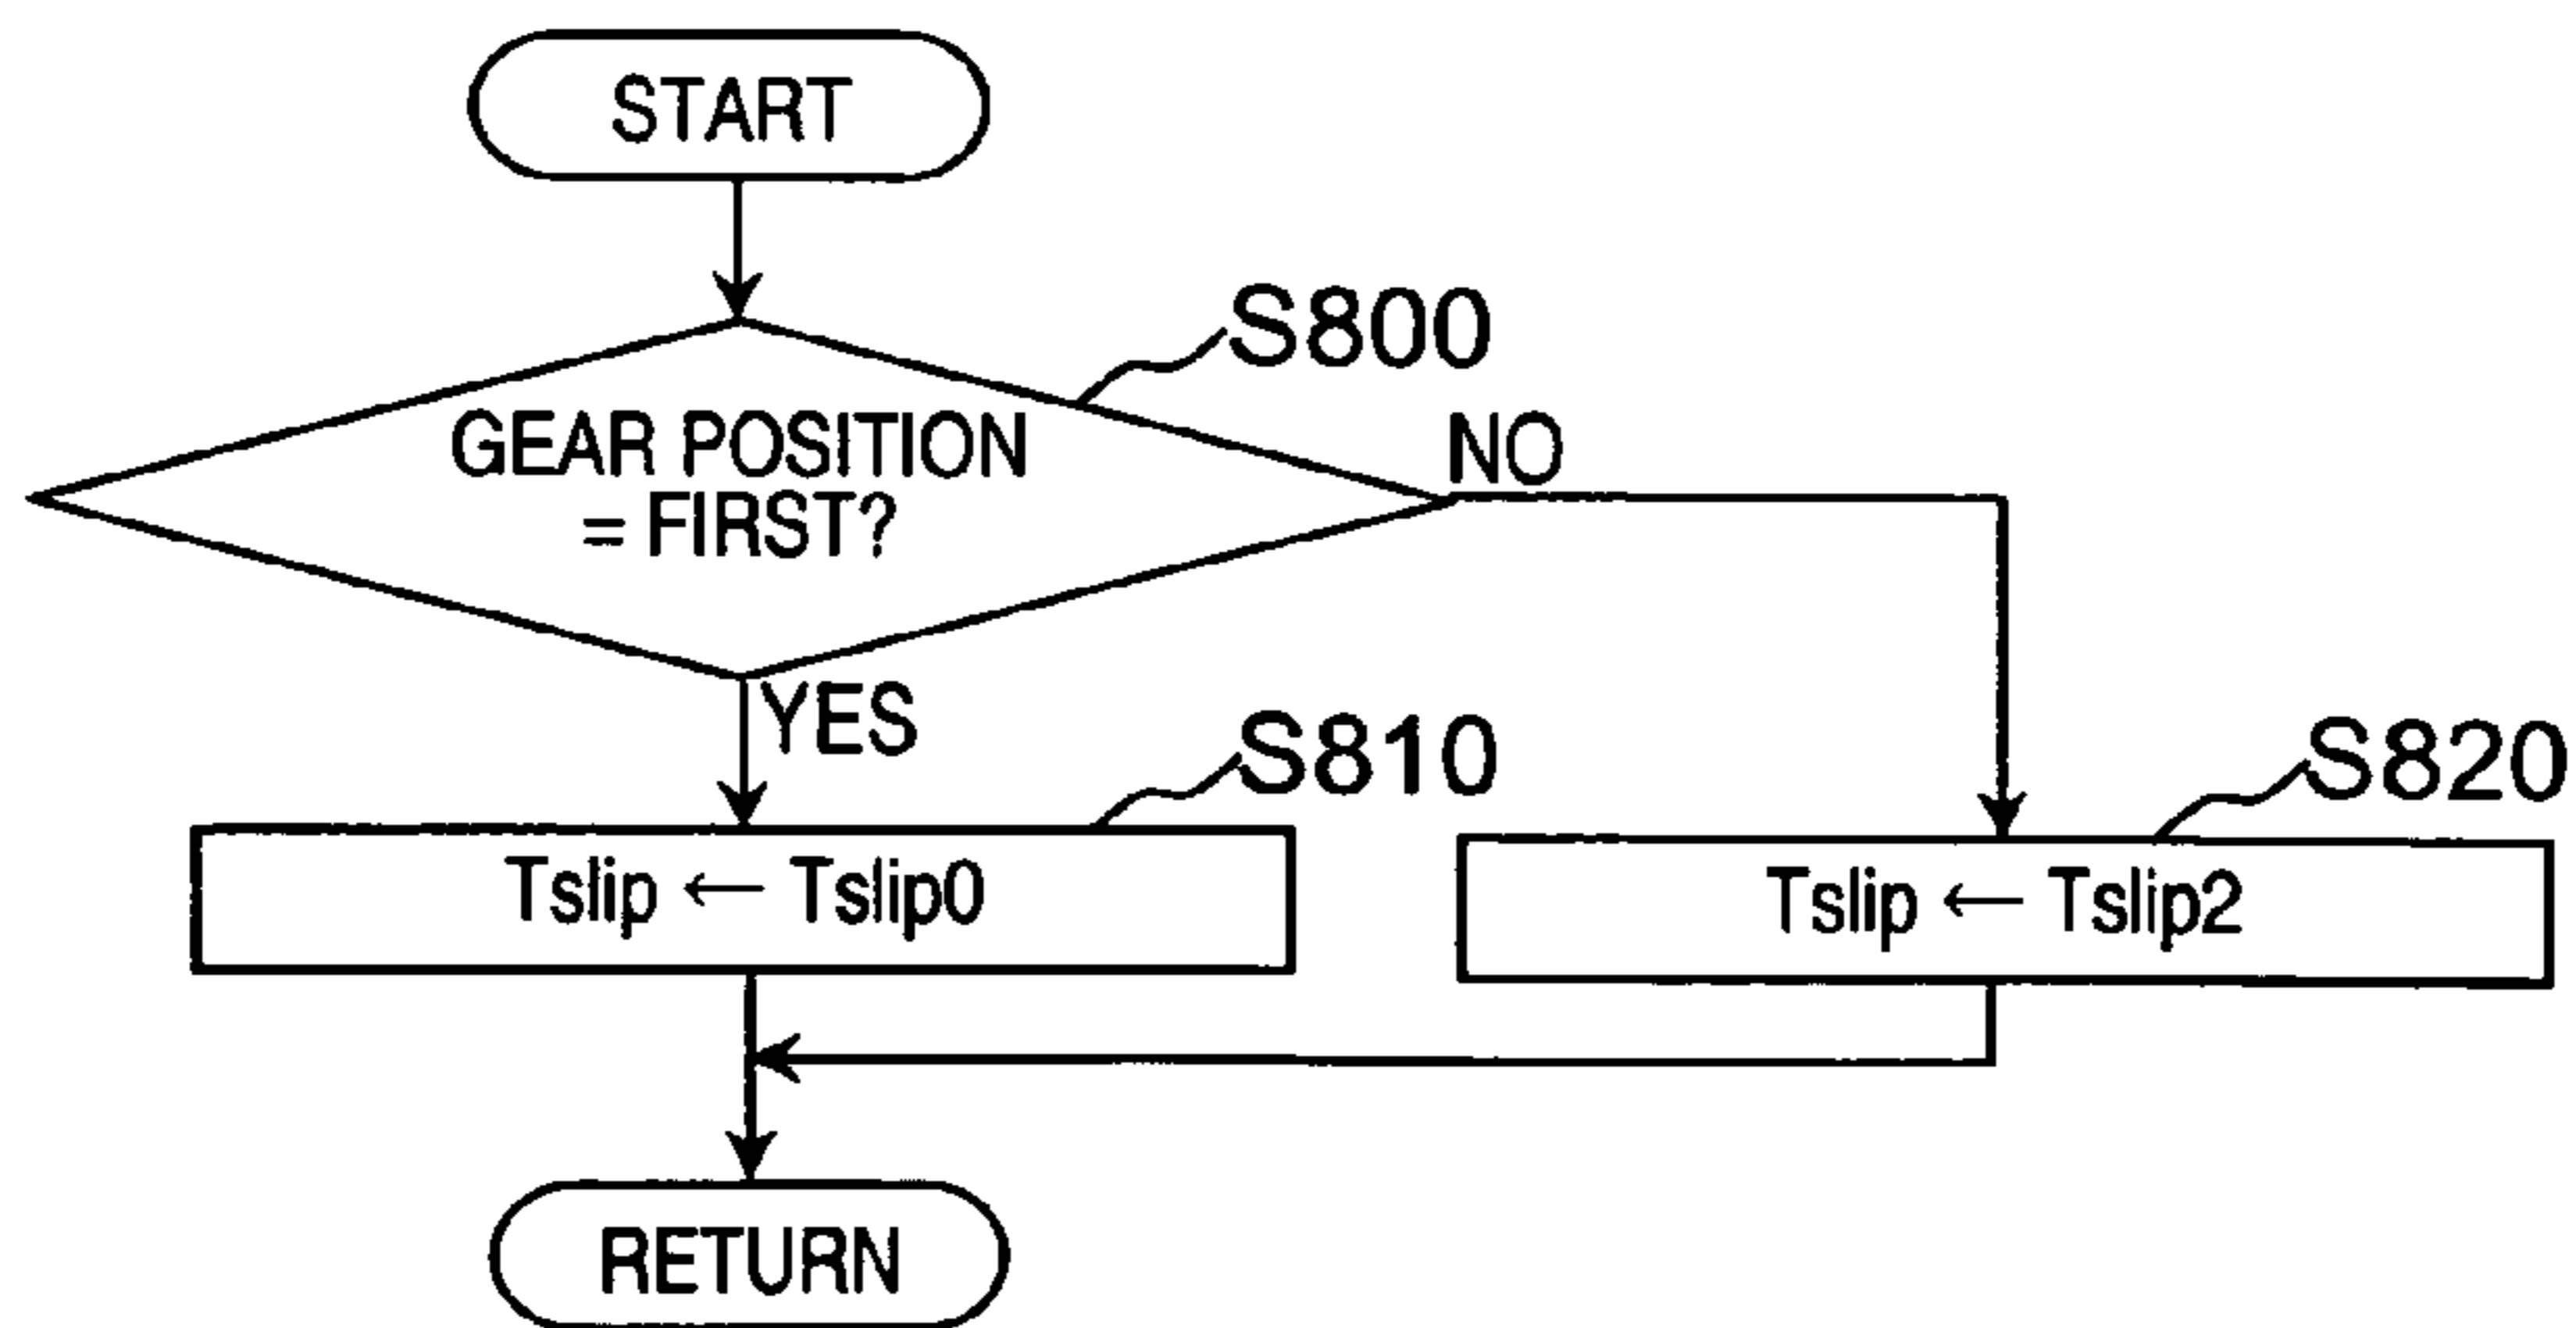 START
S800
GEAR POSITION
= FIRST?
NO
YES
S810
S820
Tslip ← Tslip0
Tslip ← Tslip2
RETURN